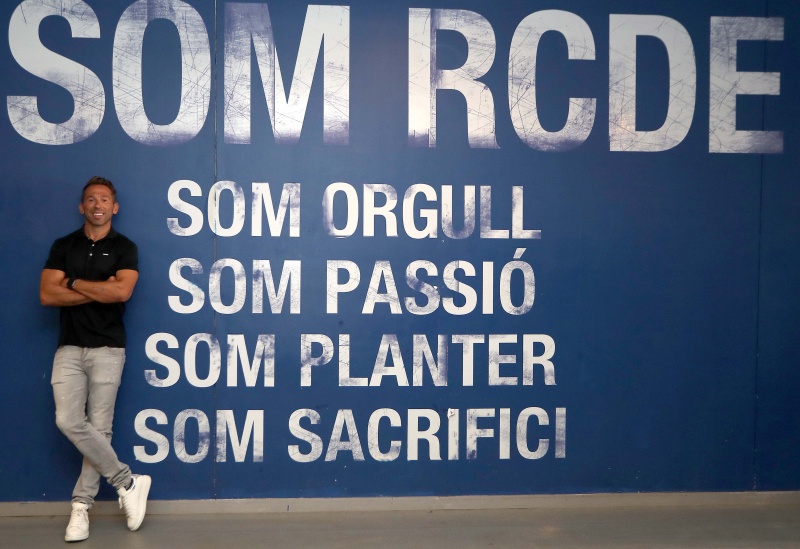 SOM RCDE
SOM ORGULL
SOM PASSIÓ
SOM PLANTER
SOM SACRIFICI